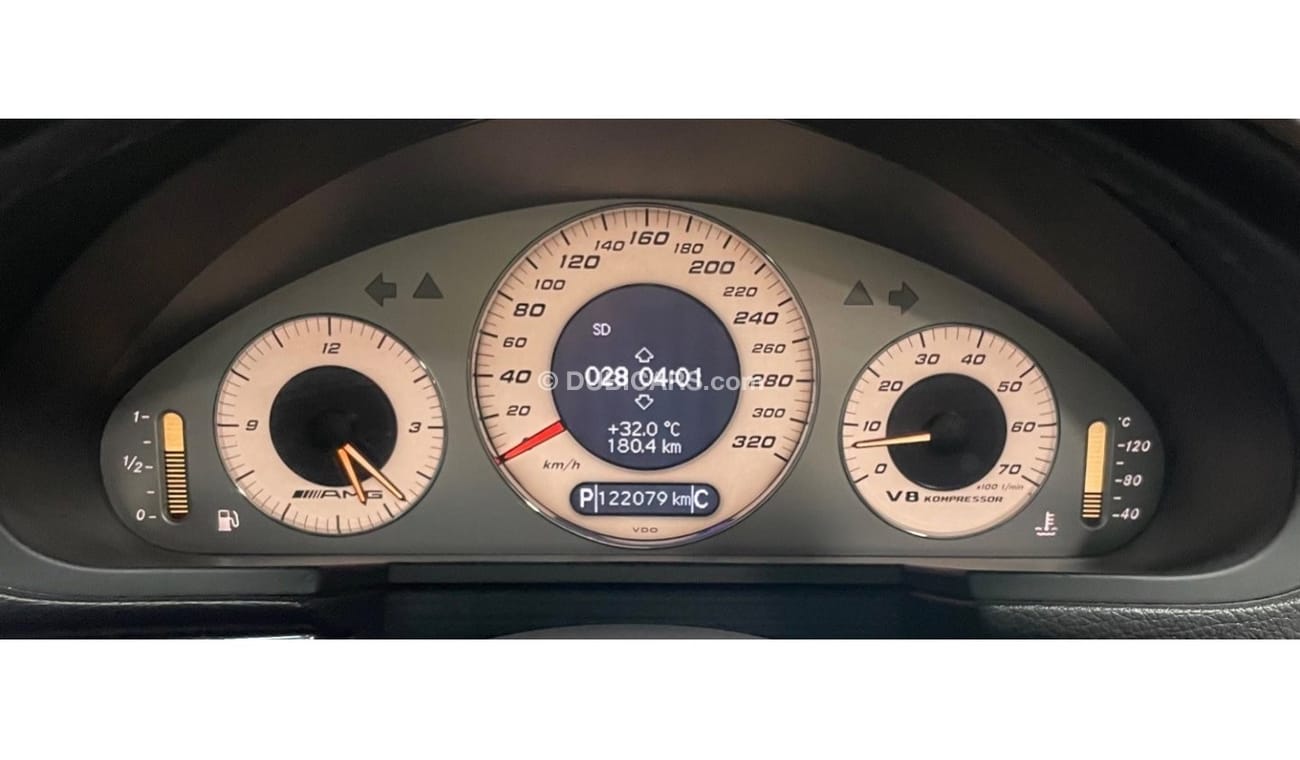 120 140 160 180 200
100 220
80 240
60 260
40 280
20 300
320
km/h
SD
028 04:01
© DUBICARS.com
+32.0 °C
180.4 km
P 122079 km C
VDO
12
9 3
AMG
1
1/2
0
30 40
20 50
10 60
0 70
x100 1/min
V8 KOMPRESSOR
°C
120
80
40